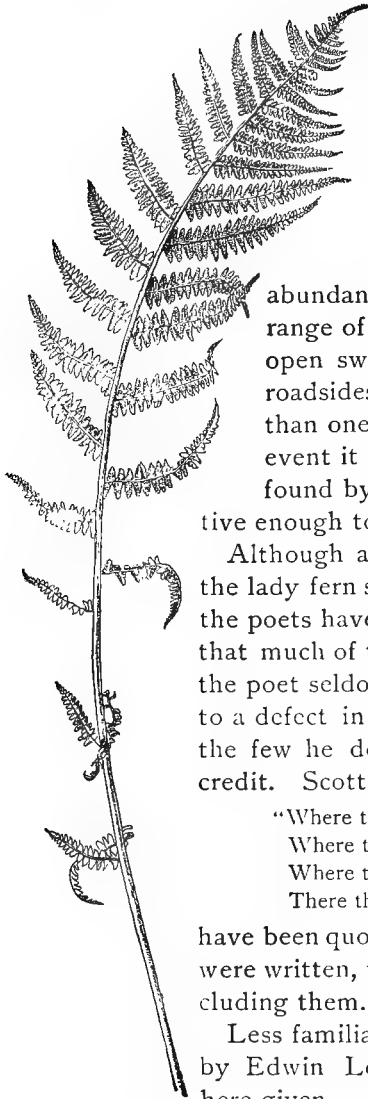 abundan
range of
open sw
roadsides
than one
event it
found by
tive enough to
Although a
the lady fern s
the poets have
that much of
the poet seldo
to a defect in
the few he d
credit. Scott
"Where t
Where t
Where t
There th
have been quo
were written,
cluding them.
Less familia
by Edwin L
here given